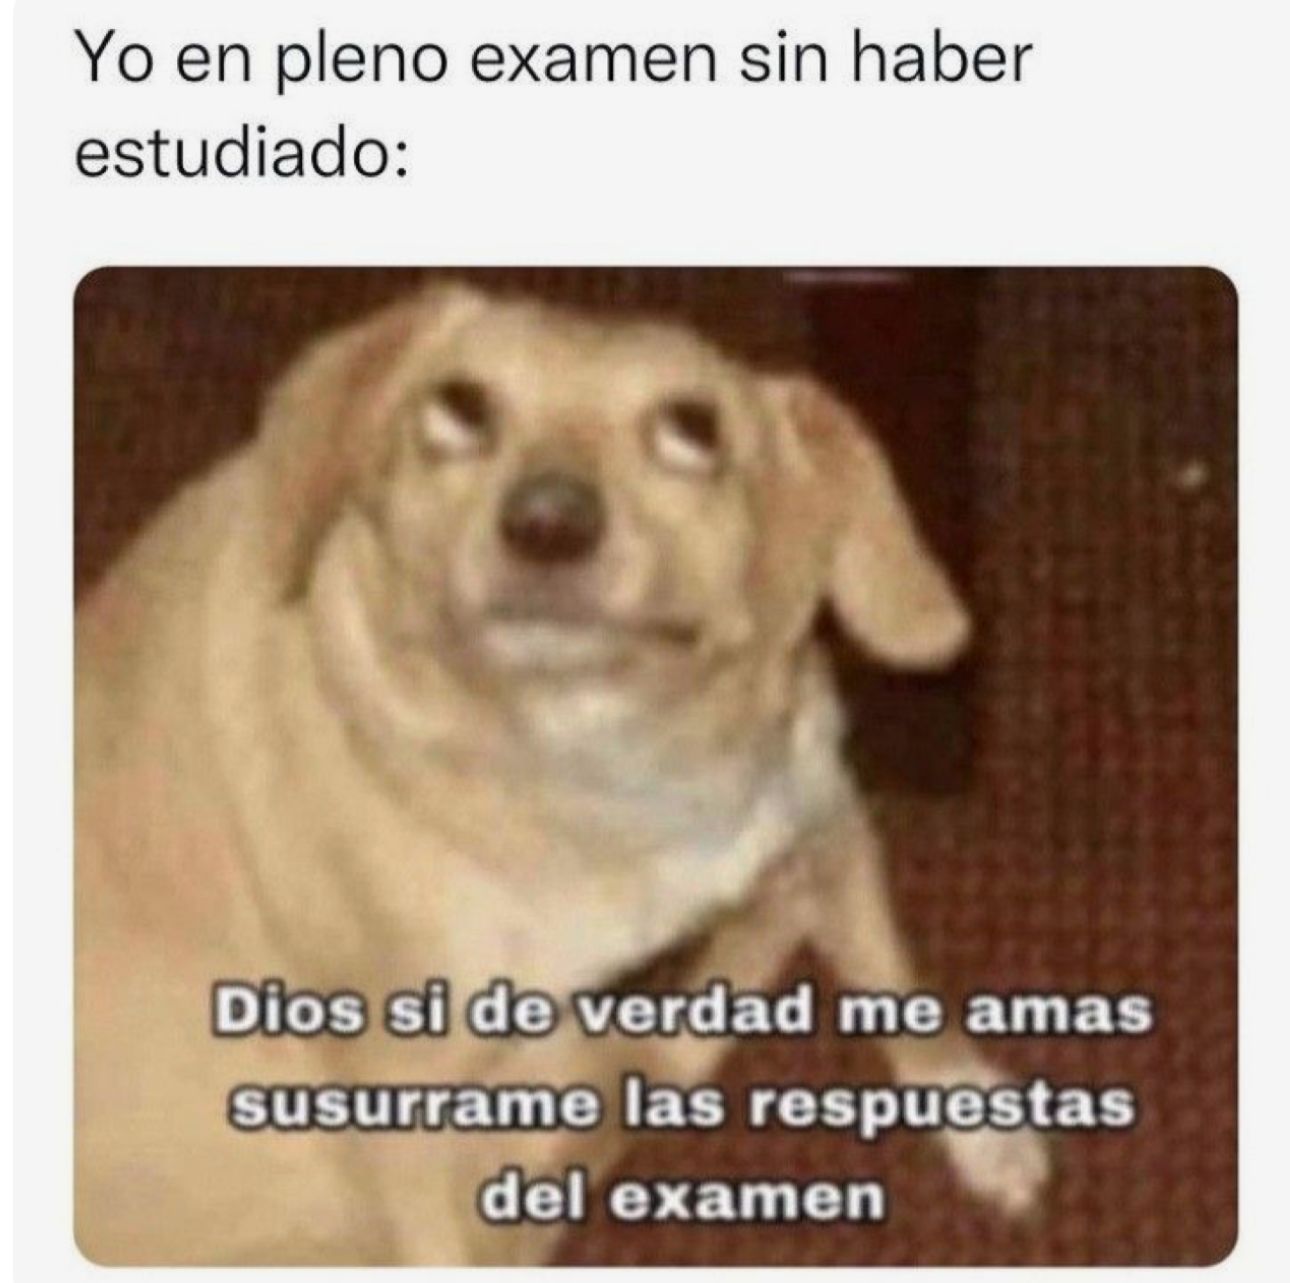 Yo en pleno examen sin haber
estudiado:
Dios si de verdad me amas
susurrame las respuestas
del examen